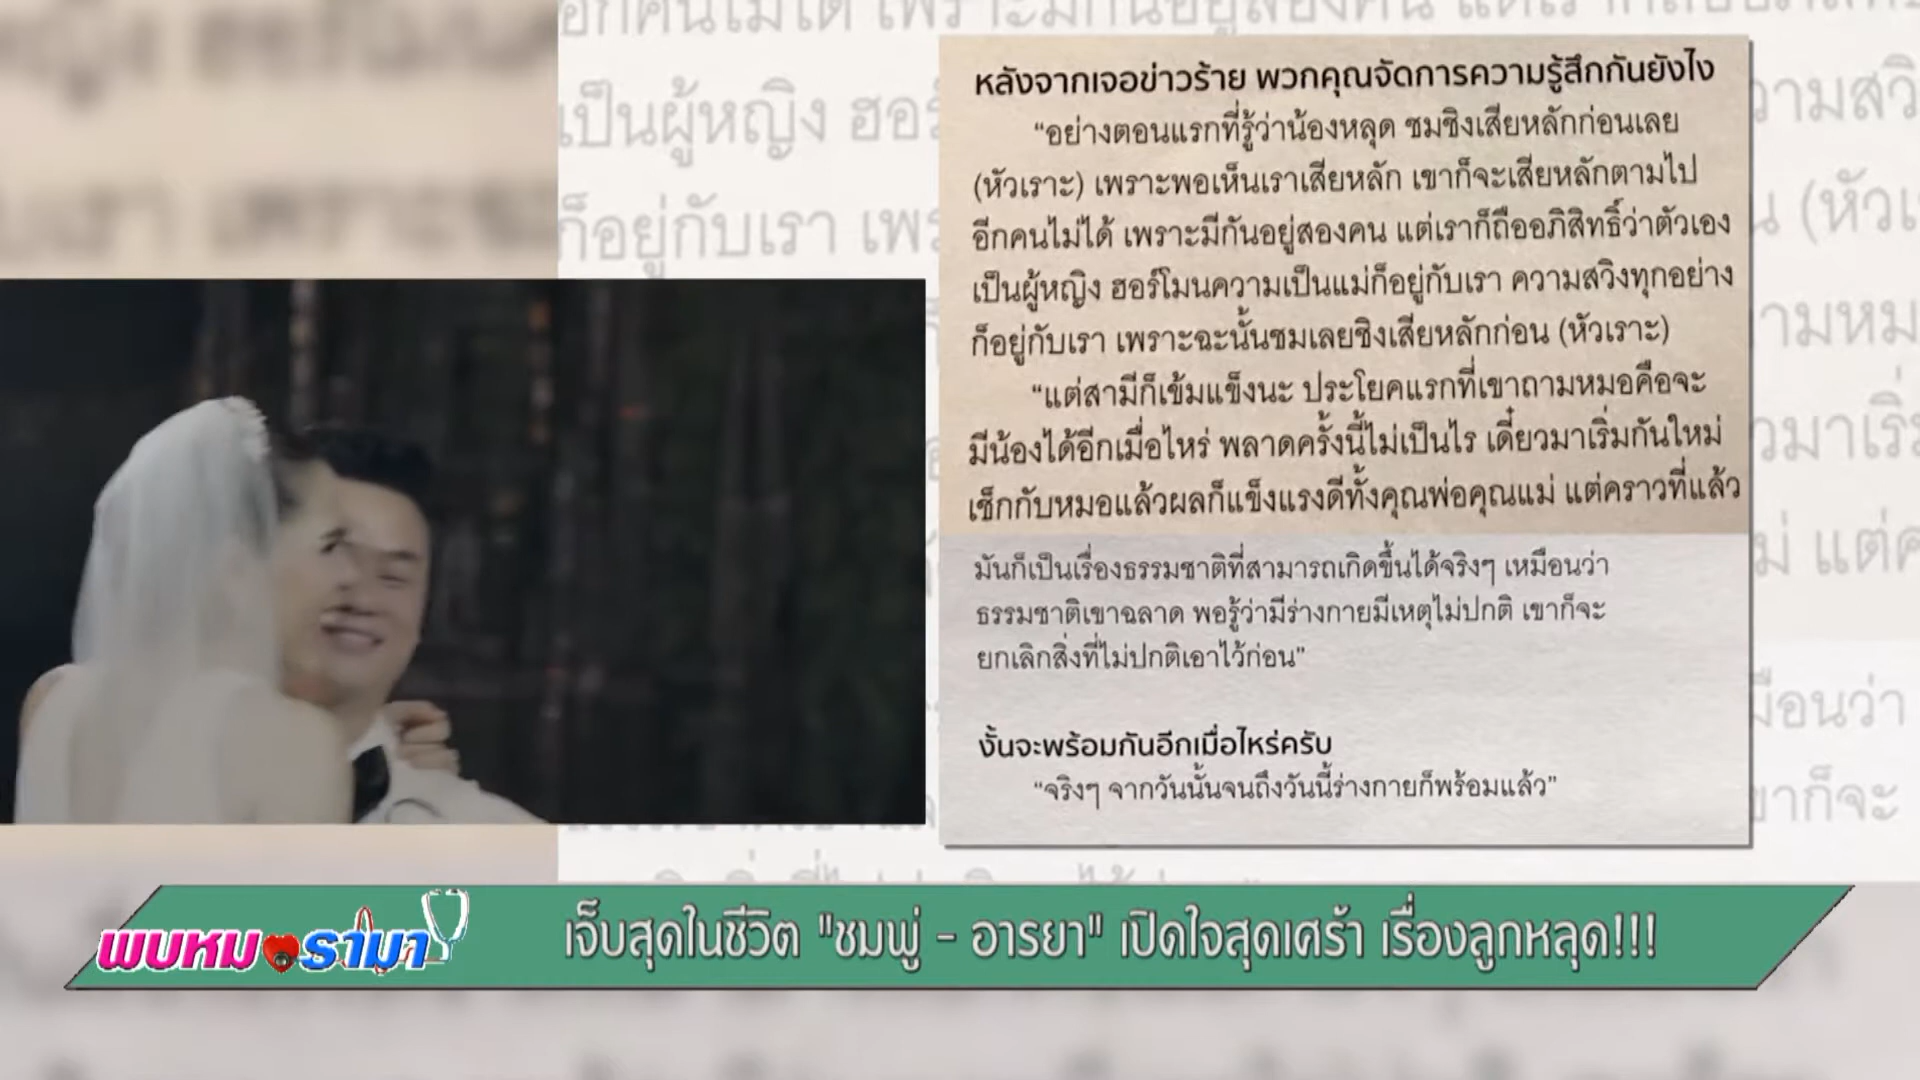 หลังจากเจอข่าวร้าย พวกคุณจัดการความรู้สึกกันยังไง
“อย่างตอนแรกที่รู้ว่าน้องหลุด ชมชิงเสียหลักก่อนเลย
(หัวเราะ) เพราะพอเห็นเราเสียหลัก เขาก็จะเสียหลักตามไป
อีกคนไม่ได้ เพราะมีกันอยู่สองคน แต่เราก็ถืออภิสิทธิ์ว่าตัวเอง
เป็นผู้หญิง ฮอร์โมนความเป็นแม่ก็อยู่กับเรา ความสวิงทุกอย่าง
ก็อยู่กับเรา เพราะฉะนั้นชมเลยชิงเสียหลักก่อน (หัวเราะ)
“แต่สามีก็เข้มแข็งนะ ประโยคแรกที่เขาถามหมอคือจะ
มีน้องได้อีกเมื่อไหร่ พลาดครั้งนี้ไม่เป็นไร เดี๋ยวมาเริ่มกันใหม่
เช็กกับหมอแล้วผลก็แข็งแรงดีทั้งคุณพ่อคุณแม่ แต่คราวที่แล้ว
มันก็เป็นเรื่องธรรมชาติที่สามารถเกิดขึ้นได้จริงๆ เหมือนว่า
ธรรมชาติเขาฉลาด พอรู้ว่ามีร่างกายมีเหตุไม่ปกติ เขาก็จะ
ยกเลิกสิ่งที่ไม่ปกติเอาไว้ก่อน”
งั้นจะพร้อมกันอีกเมื่อไหร่ครับ
“จริงๆ จากวันนั้นจนถึงวันนี้ร่างกายก็พร้อมแล้ว”
พบหมอรามา
เจ็บสุดในชีวิต "ชมพู่ - อารยา" เปิดใจสุดเศร้า เรื่องลูกหลุด!!!